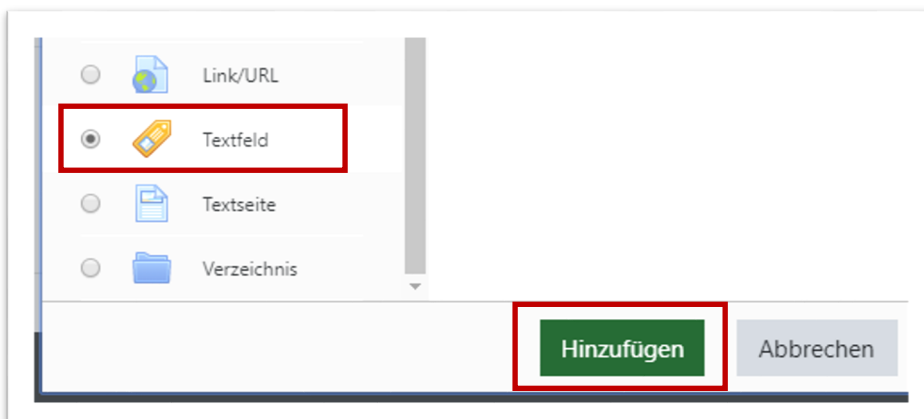 Link/URL
Textfeld
Textseite
Verzeichnis
Hinzufügen Abbrechen